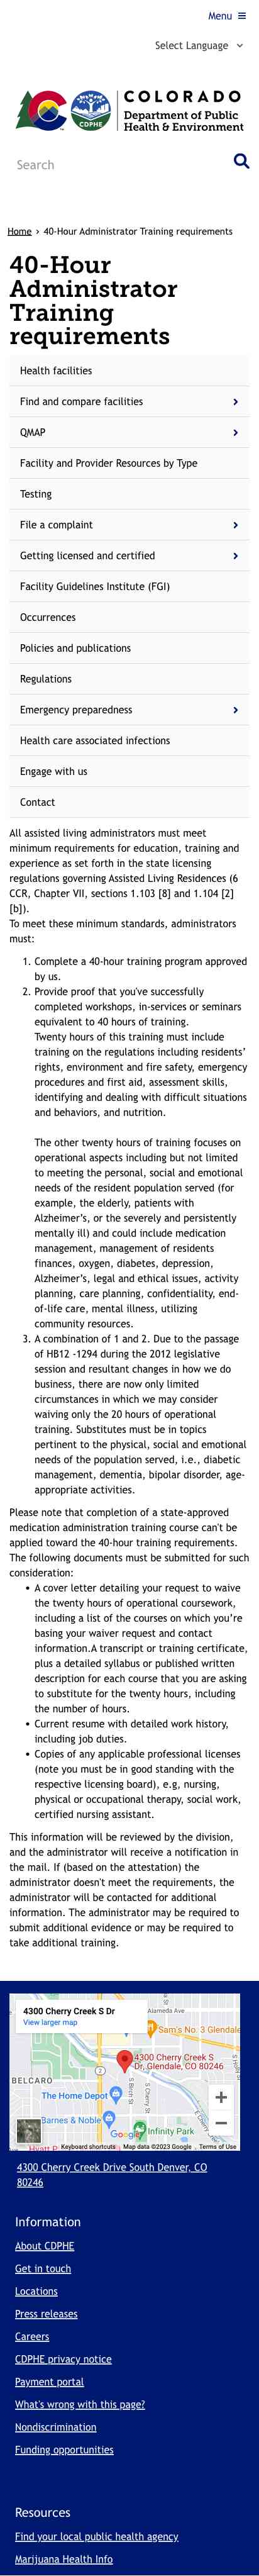 Menu
Select Language
COLORADO
Department of Public
Health & Environment
CDPHE
Search
Home › 40-Hour Administrator Training requirements
40-Hour
Administrator
Training
requirements
Health facilities
Find and compare facilities
QMAP
Facility and Provider Resources by Type
Testing
File a complaint
Getting licensed and certified
Facility Guidelines Institute (FGI)
Occurrences
Policies and publications
Regulations
Emergency preparedness
Health care associated infections
Engage with us
Contact
All assisted living administrators must meet
minimum requirements for education, training and
experience as set forth in the state licensing
regulations governing Assisted Living Residences (6
CCR, Chapter VII, sections 1.103 [8] and 1.104 [2]
[b]).
To meet these minimum standards, administrators
must:
1. Complete a 40-hour training program approved
by us.
2. Provide proof that you've successfully
completed workshops, in-services or seminars
equivalent to 40 hours of training.
Twenty hours of this training must include
training on the regulations including residents’
rights, environment and fire safety, emergency
procedures and first aid, assessment skills,
identifying and dealing with difficult situations
and behaviors, and nutrition.
The other twenty hours of training focuses on
operational aspects including but not limited
to meeting the personal, social and emotional
needs of the resident population served (for
example, the elderly, patients with
Alzheimer’s, or the severely and persistently
mentally ill) and could include medication
management, management of residents
finances, oxygen, diabetes, depression,
Alzheimer’s, legal and ethical issues, activity
planning, care planning, confidentiality, end-
of-life care, mental illness, utilizing
community resources.
3. A combination of 1 and 2. Due to the passage
of HB12 -1294 during the 2012 legislative
session and resultant changes in how we do
business, there are now only limited
circumstances in which we may consider
waiving only the 20 hours of operational
training. Substitutes must be in topics
pertinent to the physical, social and emotional
needs of the population served, i.e., diabetic
management, dementia, bipolar disorder, age-
appropriate activities.
Please note that completion of a state-approved
medication administration training course can't be
applied toward the 40-hour training requirements.
The following documents must be submitted for such
consideration:
• A cover letter detailing your request to waive
the twenty hours of operational coursework,
including a list of the courses on which you’re
basing your waiver request and contact
information.A transcript or training certificate,
plus a detailed syllabus or published written
description for each course that you are asking
to substitute for the twenty hours, including
the number of hours.
• Current resume with detailed work history,
including job duties.
• Copies of any applicable professional licenses
(note you must be in good standing with the
respective licensing board), e.g, nursing,
physical or occupational therapy, social work,
certified nursing assistant.
This information will be reviewed by the division,
and the administrator will receive a notification in
the mail. If (based on the attestation) the
administrator doesn't meet the requirements, the
administrator will be contacted for additional
information. The administrator may be required to
submit additional evidence or may be required to
take additional training.
4300 Cherry Creek S Dr
View larger map
Alameda Ave
Sam's No. 3 Glendale
4300 Cherry Creek S
Dr, Glendale, CO 80246
BELCARO
2
S Birch St
S Cherry St
S Holly St
The Home Depot
Barnes & Noble
Infinity Park
Google
Hyatt P
Keyboard shortcuts
Map data ©2023 Google
Terms of Use
4300 Cherry Creek Drive South Denver, CO
80246
Information
About CDPHE
Get in touch
Locations
Press releases
Careers
CDPHE privacy notice
Payment portal
What's wrong with this page?
Nondiscrimination
Funding opportunities
Resources
Find your local public health agency
Marijuana Health Info